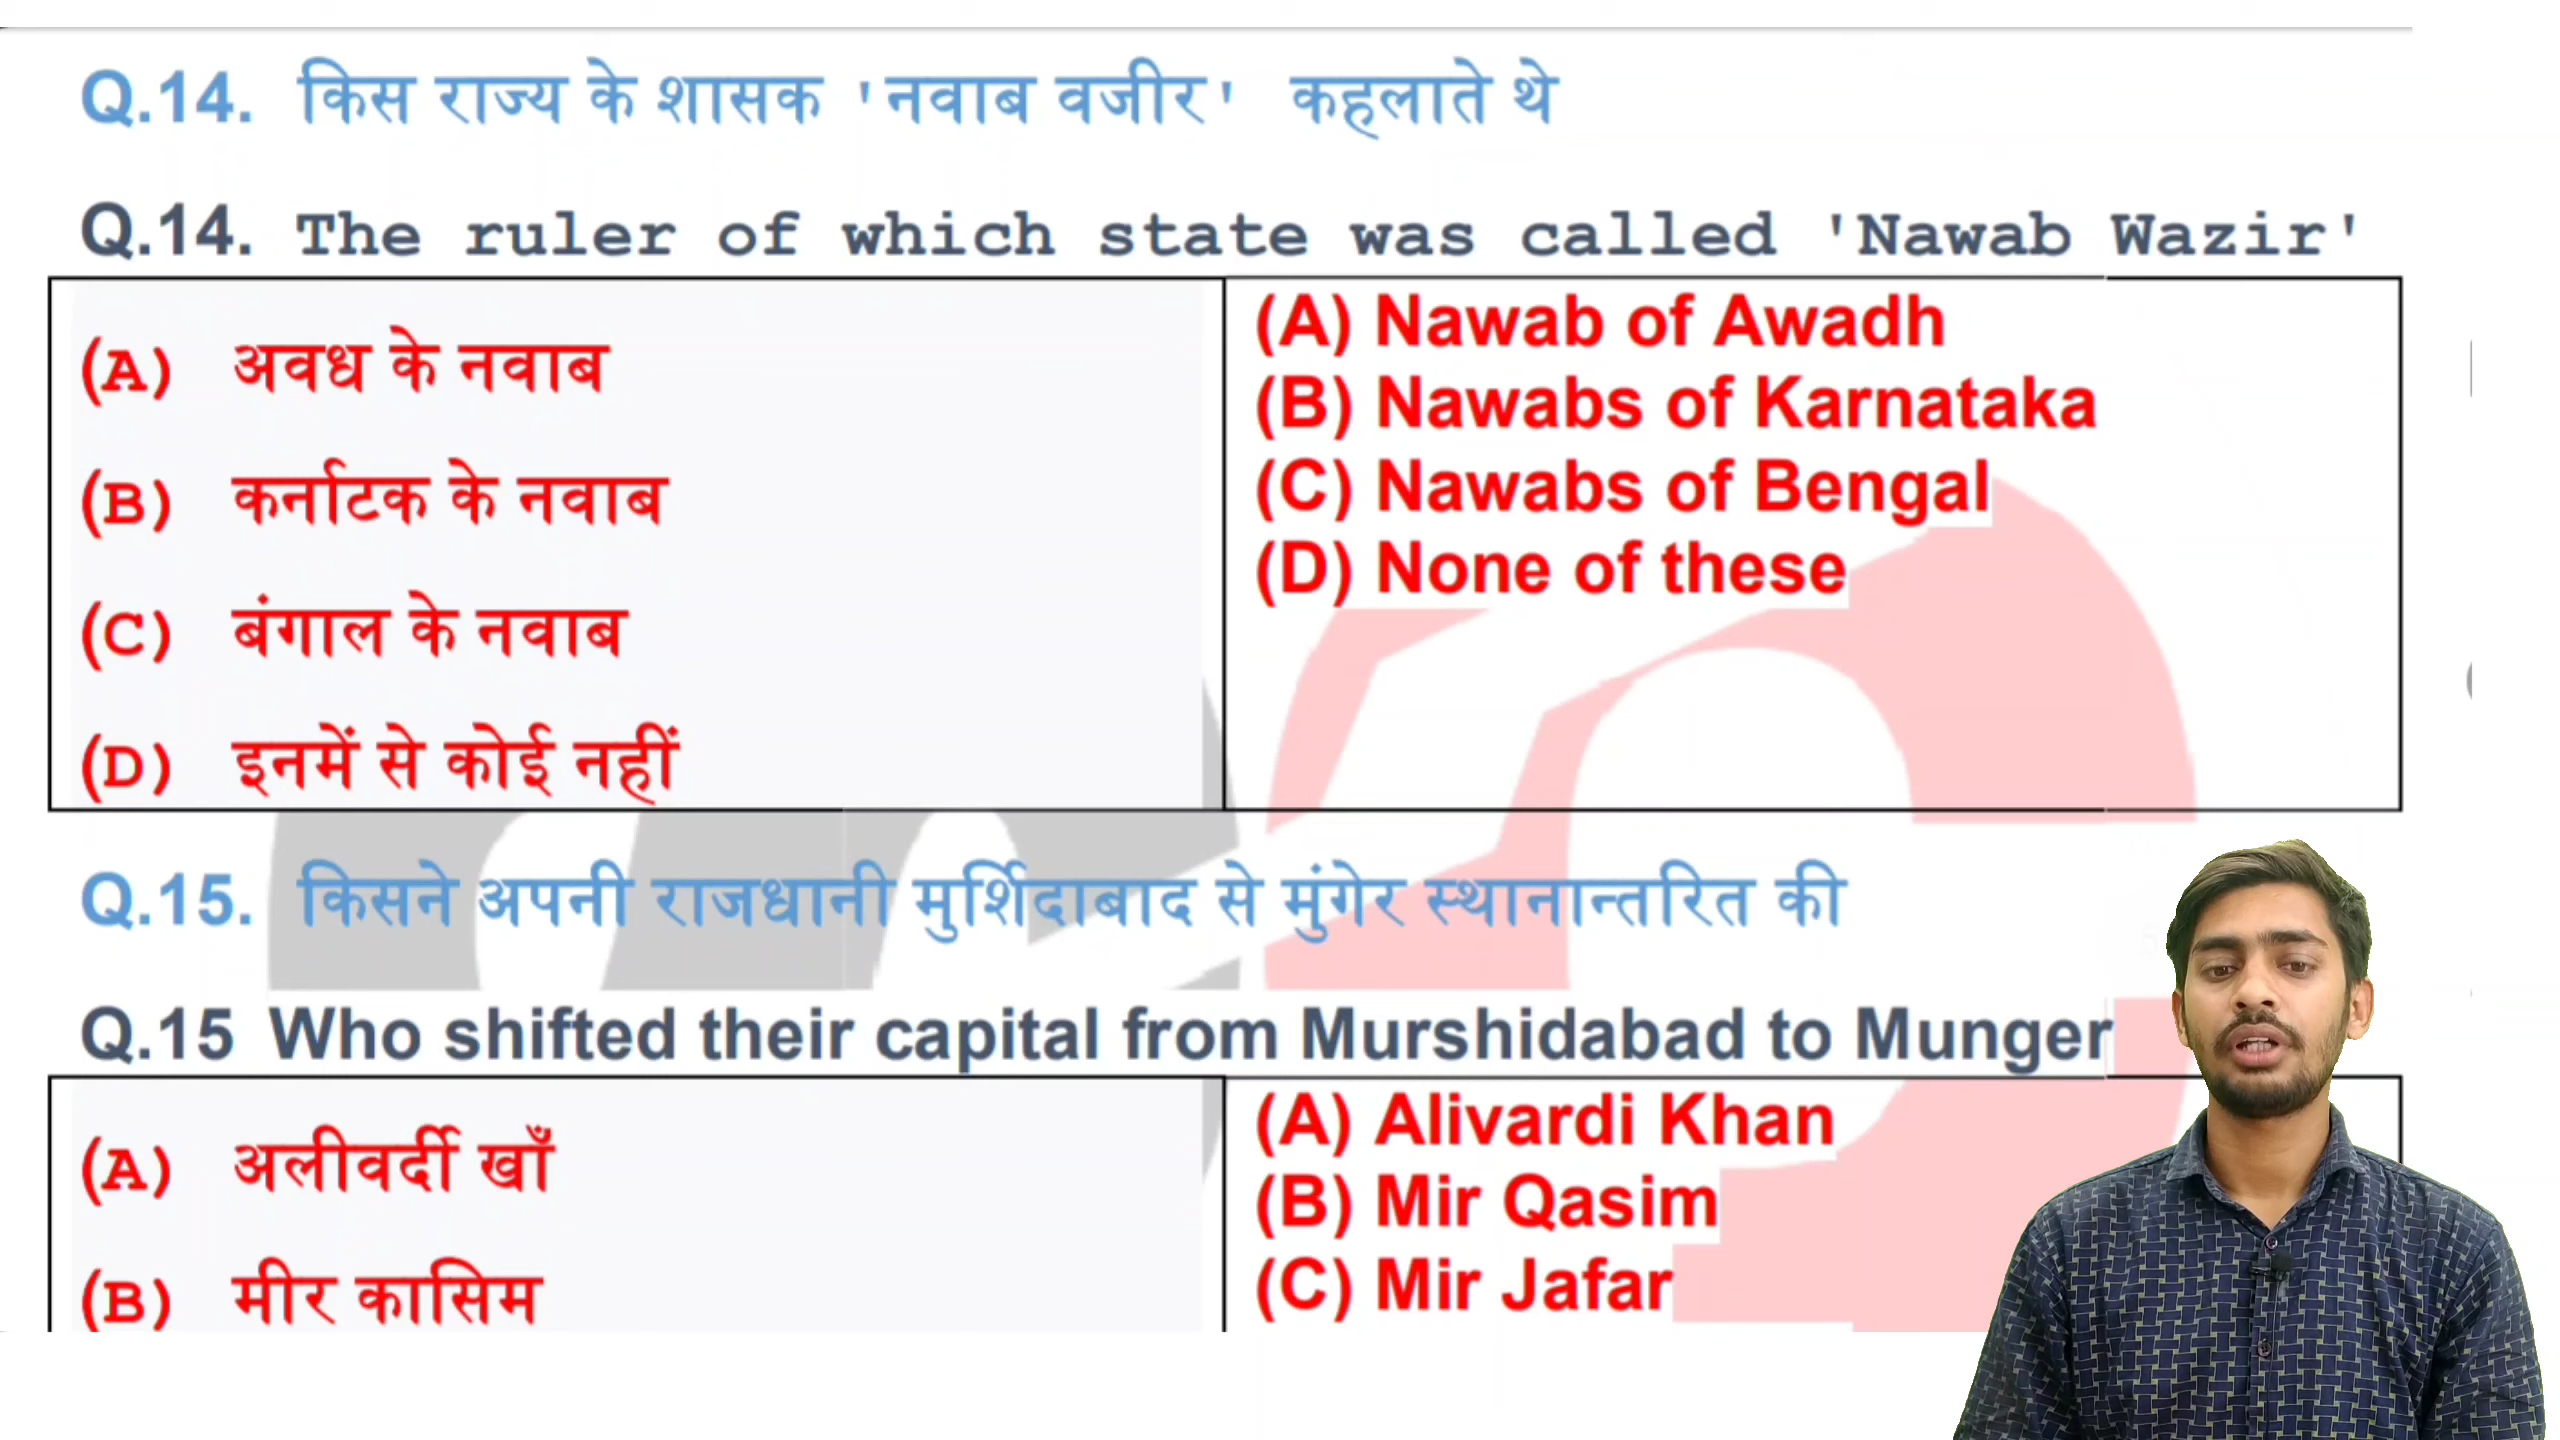 Q.14. किस राज्य के शासक 'नवाब वजीर' कहलाते थे
Q.14. The ruler of which state was called 'Nawab Wazir'
(A) अवध के नवाब
(B) कर्नाटक के नवाब
(C) बंगाल के नवाब
(D) इनमें से कोई नहीं
(A) Nawab of Awadh
(B) Nawabs of Karnataka
(C) Nawabs of Bengal
(D) None of these
Q.15. किसने अपनी राजधानी मुर्शिदाबाद से मुंगेर स्थानान्तरित की
Q.15 Who shifted their capital from Murshidabad to Munger
(A) अलीवर्दी खाँ
(B) मीर कासिम
(A) Alivardi Khan
(B) Mir Qasim
(C) Mir Jafar